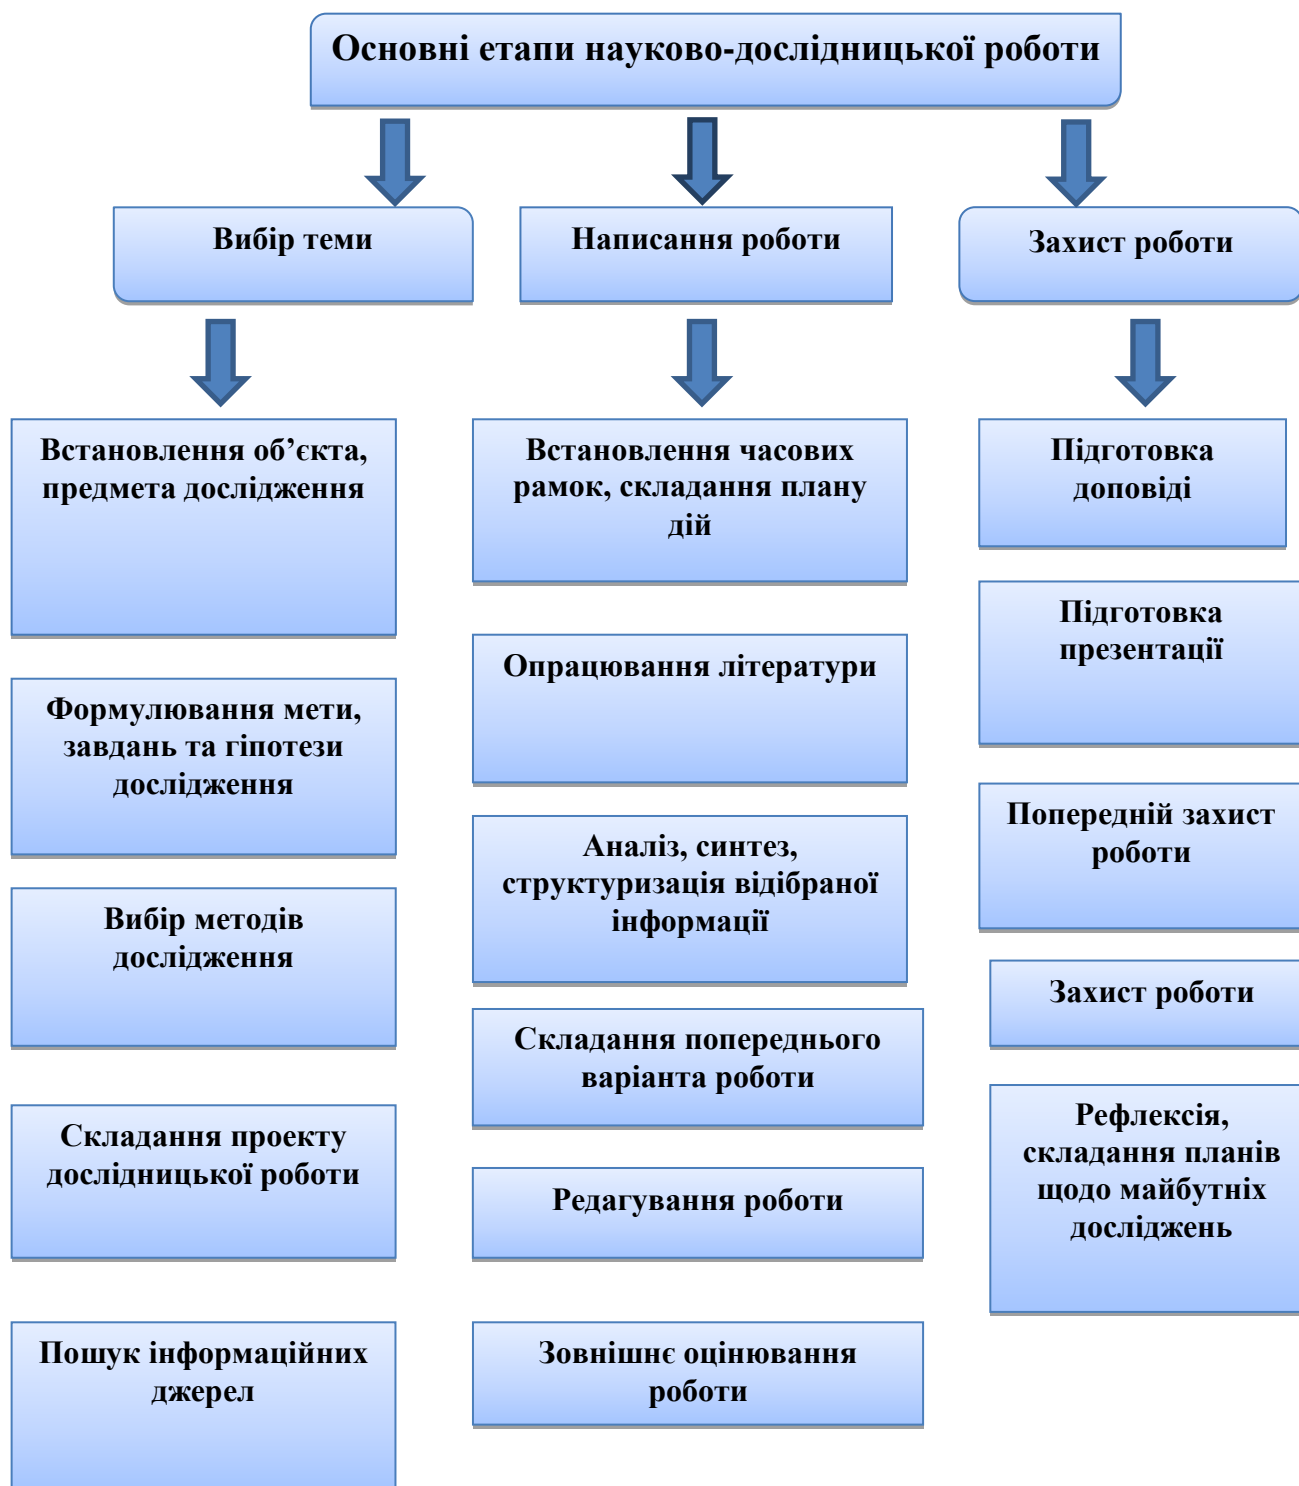 Основні етапи науково-дослідницької роботи
Вибір теми
Написання роботи
Захист роботи
Встановлення об’єкта,
предмета дослідження
Формулювання мети,
завдань та гіпотези
дослідження
Вибір методів
дослідження
Складання проекту
дослідницької роботи
Пошук інформаційних
джерел
Встановлення часових
рамок, складання плану
дій
Опрацювання літератури
Аналіз, синтез,
структуризація відібраної
інформації
Складання попереднього
варіанта роботи
Редагування роботи
Зовнішнє оцінювання
роботи
Підготовка
доповіді
Підготовка
презентації
Попередній захист
роботи
Захист роботи
Рефлексія,
складання планів
щодо майбутніх
досліджень